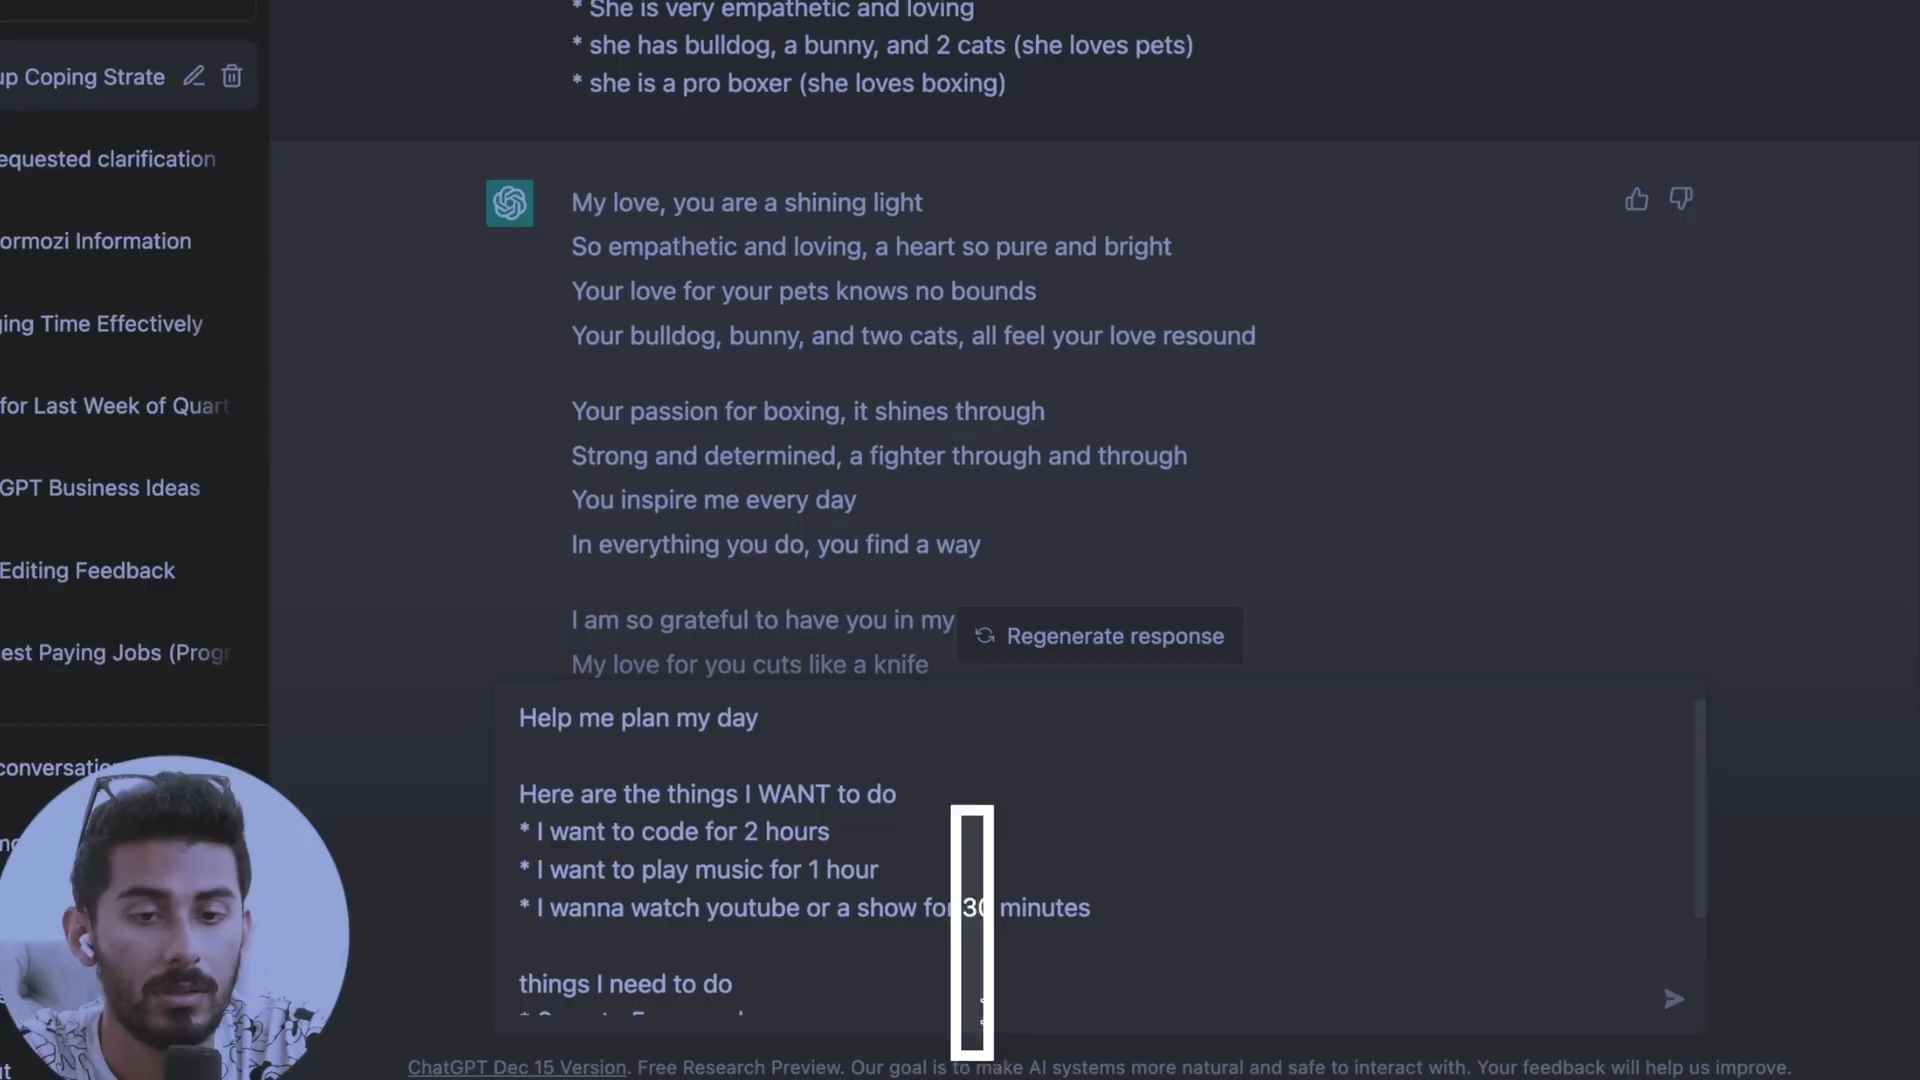 * She is very empathetic and loving
* she has bulldog, a bunny, and 2 cats (she loves pets)
* she is a pro boxer (she loves boxing)
up Coping Strate
equested clarification
ormozi Information
ging Time Effectively
for Last Week of Quart
GPT Business Ideas
Editing Feedback
est Paying Jobs (Progr
conversatio
My love, you are a shining light
So empathetic and loving, a heart so pure and bright
Your love for your pets knows no bounds
Your bulldog, bunny, and two cats, all feel your love resound
Your passion for boxing, it shines through
Strong and determined, a fighter through and through
You inspire me every day
In everything you do, you find a way
I am so grateful to have you in my
My love for you cuts like a knife
Regenerate response
Help me plan my day
Here are the things I WANT to do
* I want to code for 2 hours
* I want to play music for 1 hour
* I wanna watch youtube or a show for 30 minutes
things I need to do
ChatGPT Dec 15 Version. Free Research Preview. Our goal is to make AI systems more natural and safe to interact with. Your feedback will help us improve.